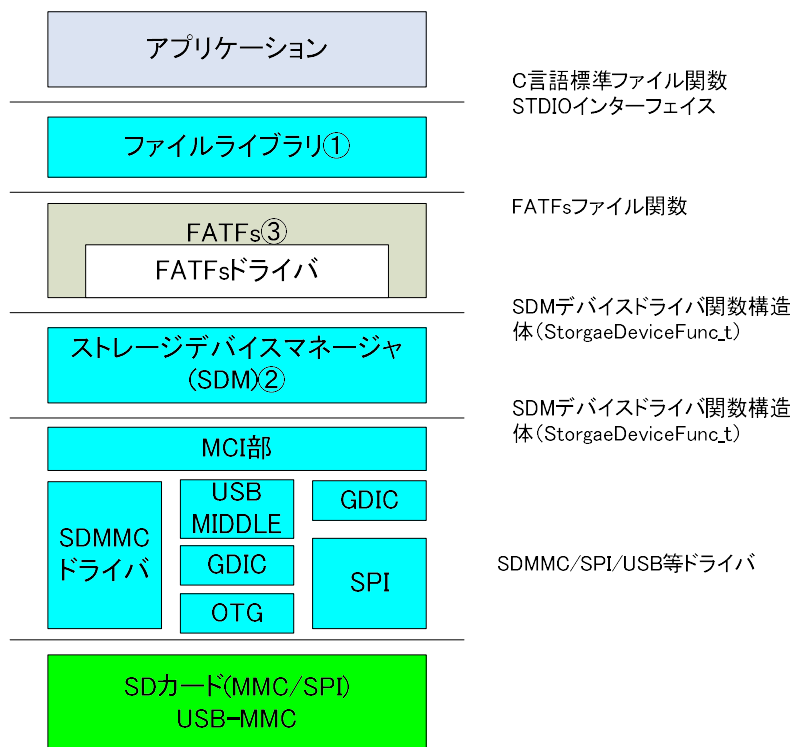 アプリケーション
C言語標準ファイル関数
STDIOインターフェイス
ファイルライブラリ①
FATFsファイル関数
FATFs③
FATFsドライバ
SDMデバイスドライバ関数構造
体(StorgaeDeviceFunc_t)
ストレージデバイスマネージャ
(SDM)②
SDMデバイスドライバ関数構造
体(StorgaeDeviceFunc_t)
MCI部
SDMMC
ドライバ
USB
MIDDLE
GDIC
OTG
GDIC
SPI
SDMMC/SPI/USB等ドライバ
SDカード(MMC/SPI)
USB-MMC